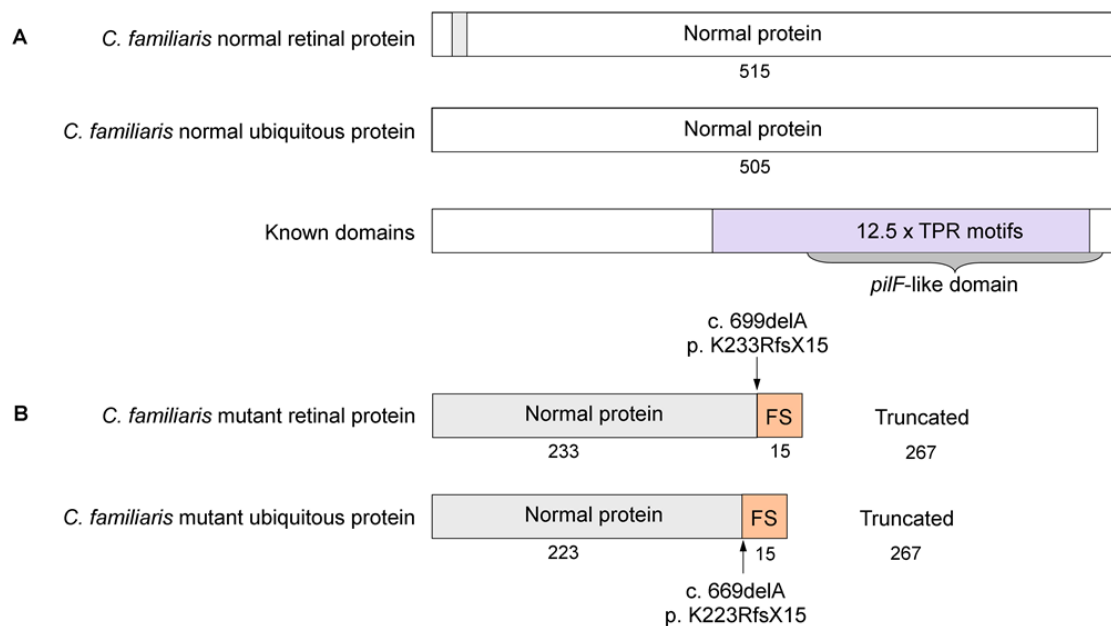 A
C. familiaris normal retinal protein
Normal protein
515
C. familiaris normal ubiquitous protein
Normal protein
505
Known domains
12.5 x TPR motifs
pilF-like domain
c. 699delA
p. K233RfsX15
B
C. familiaris mutant retinal protein
Normal protein
FS
Truncated
233
15
267
C. familiaris mutant ubiquitous protein
Normal protein
FS
Truncated
223
15
267
c. 669delA
p. K223RfsX15